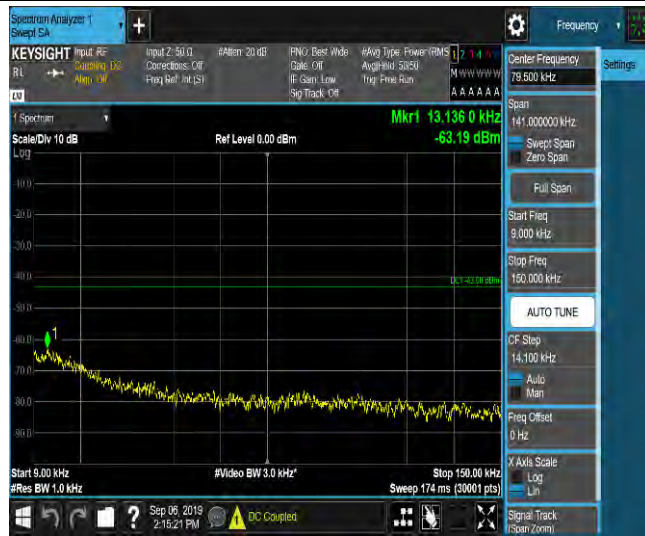 Spectrum Analyzer 1
Swept SA
Frequency
KEYSIGHT
Input: RF
Coupling: DC
Align: Off
Input Z: 50 Ω
Corrections: Off
Freq Ref: Int (S)
#Atten: 20 dB
PNO: Best Wide
Gate: Off
IF Gain: Low
Sig Track: Off
#Avg Type: Power (RMS
Avg|Hold: 50/50
Trig: Free Run
M W W W W W
A A A A A A
1 Spectrum
Scale/Div 10 dB
Log
Ref Level 0.00 dBm
Mkr1 13.136 0 kHz
-63.19 dBm
-10.0
-20.0
-30.0
DL1 -43.00 dBm
-50.0
-60.0
1
-70.0
-80.0
-90.0
Start 9.00 kHz
#Res BW 1.0 kHz
#Video BW 3.0 kHz*
Stop 150.00 kHz
Sweep 174 ms (30001 pts)
Sep 06, 2019
2:15:21 PM
DC Coupled
Center Frequency
79.500 kHz
Settings
Span
141.000000 kHz
Swept Span
Zero Span
Full Span
Start Freq
9.000 kHz
Stop Freq
150.000 kHz
AUTO TUNE
CF Step
14.100 kHz
Auto
Man
Freq Offset
0 Hz
X Axis Scale
Log
Lin
Signal Track
(Span Zoom)